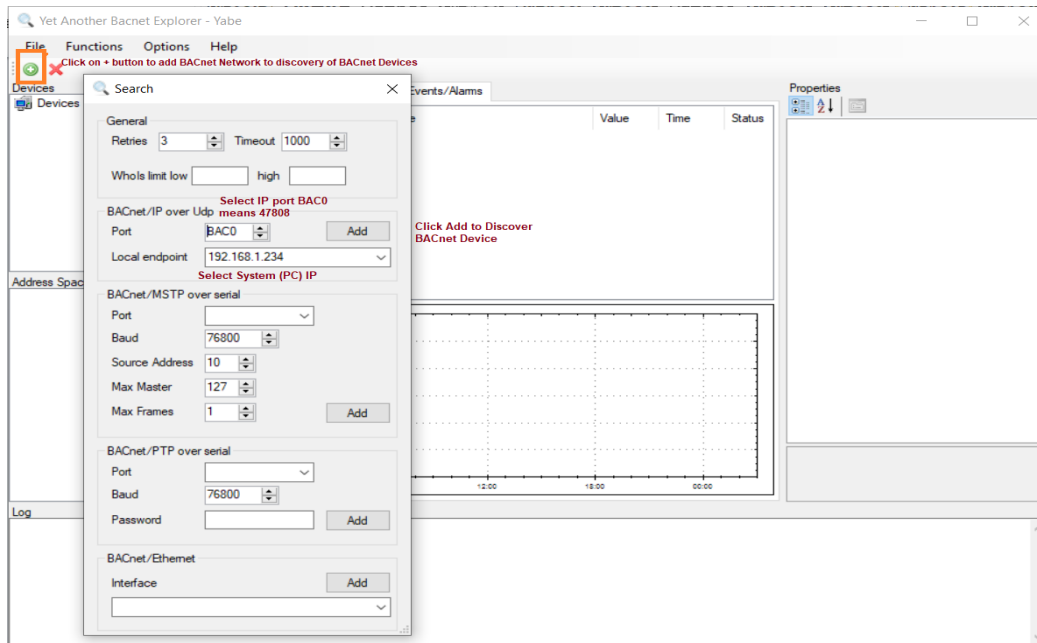 Yet Another Bacnet Explorer - Yabe
File Functions Options Help
Click on + button to add BACnet Network to discovery of BACnet Devices
Devices
Devices
Search
Events/Alarms
Value Time Status
Properties
General
Retries 3 Timeout 1000
WhoIs limit low high
Select IP port BAC0
BACnet/IP over Udp means 47808
Port BAC0 Add
Click Add to Discover
BACnet Device
Local endpoint 192.168.1.234
Select System (PC) IP
Address Spac
BACnet/MSTP over serial
Port
Baud 76800
Source Address 10
Max Master 127
Max Frames 1 Add
BACnet/PTP over serial
Port
Baud 76800
12:00 18:00 00:00
Password Add
Log
BACnet/Ethernet
Interface Add